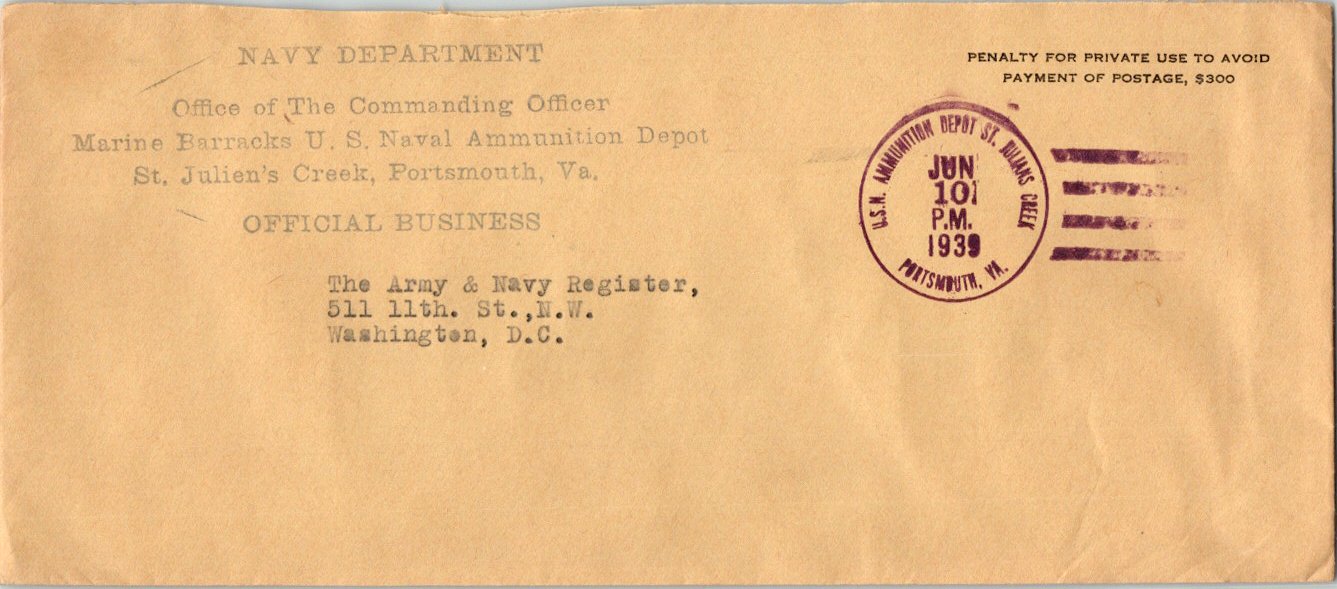 NAVY DEPARTMENT
Office of The Commanding Officer
Marine Barracks U. S. Naval Ammunition Depot
St. Julien's Creek, Portsmouth, Va.
OFFICIAL BUSINESS
PENALTY FOR PRIVATE USE TO AVOID
PAYMENT OF POSTAGE, $300
U.S.N. AMMUNITION DEPOT ST. JULIANS CREEK
JUN
10
P.M.
1939
PORTSMOUTH, VA.
The Army & Navy Register,
511 11th. St.,N.W.
Washington, D.C.